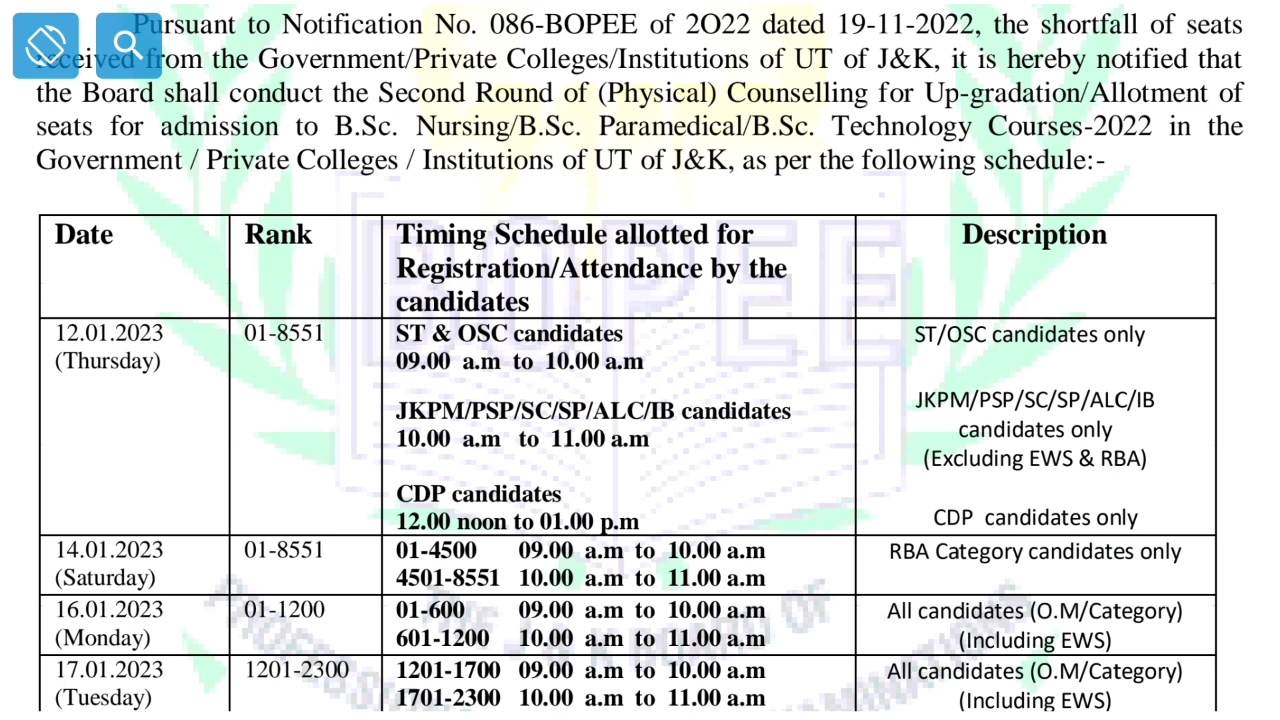 Pursuant to Notification No. 086-BOPEE of 2O22 dated 19-11-2022, the shortfall of seats
received from the Government/Private Colleges/Institutions of UT of J&K, it is hereby notified that
the Board shall conduct the Second Round of (Physical) Counselling for Up-gradation/Allotment of
seats for admission to B.Sc. Nursing/B.Sc. Paramedical/B.Sc. Technology Courses-2022 in the
Government / Private Colleges / Institutions of UT of J&K, as per the following schedule:-
Date Rank Timing Schedule allotted for Description
Registration/Attendance by the
candidates
12.01.2023 01-8551 ST & OSC candidates ST/OSC candidates only
(Thursday) 09.00 a.m to 10.00 a.m
JKPM/PSP/SC/SP/ALC/IB candidates JKPM/PSP/SC/SP/ALC/IB
10.00 a.m to 11.00 a.m candidates only
(Excluding EWS & RBA)
CDP candidates
12.00 noon to 01.00 p.m CDP candidates only
14.01.2023 01-8551 01-4500 09.00 a.m to 10.00 a.m RBA Category candidates only
(Saturday) 4501-8551 10.00 a.m to 11.00 a.m
16.01.2023 01-1200 01-600 09.00 a.m to 10.00 a.m All candidates (O.M/Category)
(Monday) 601-1200 10.00 a.m to 11.00 a.m (Including EWS)
17.01.2023 1201-2300 1201-1700 09.00 a.m to 10.00 a.m All candidates (O.M/Category)
(Tuesday) 1701-2300 10.00 a.m to 11.00 a.m (Including EWS)
BOPEE
THE J&K BOARD OF